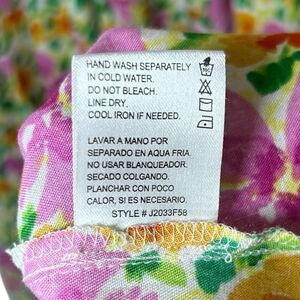 HAND WASH SEPARATELY
IN COLD WATER.
DO NOT BLEACH.
LINE DRY.
COOL IRON IF NEEDED.
LAVAR A MANO POR
SEPARADO EN AQUA FRIA.
NO USAR BLANQUEADOR.
SECADO COLGANDO.
PLANCHAR CON POCO
CALOR, SI ES NECESARIO.
STYLE # J2033F58